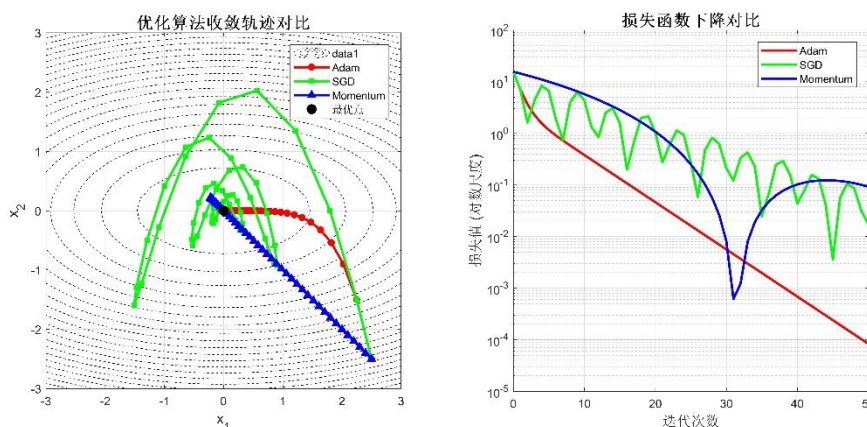 优化算法收敛轨迹对比
3
2
1
0
-1
-2
-3
x2
-3
-2
-1
0
1
2
3
x1
data1
Adam
SGD
Momentum
最优点
损失函数下降对比
10^2
10^1
10^0
10^-1
10^-2
10^-3
10^-4
10^-5
损失值 (对数尺度)
0
10
20
30
40
迭代次数
Adam
SGD
Momentum